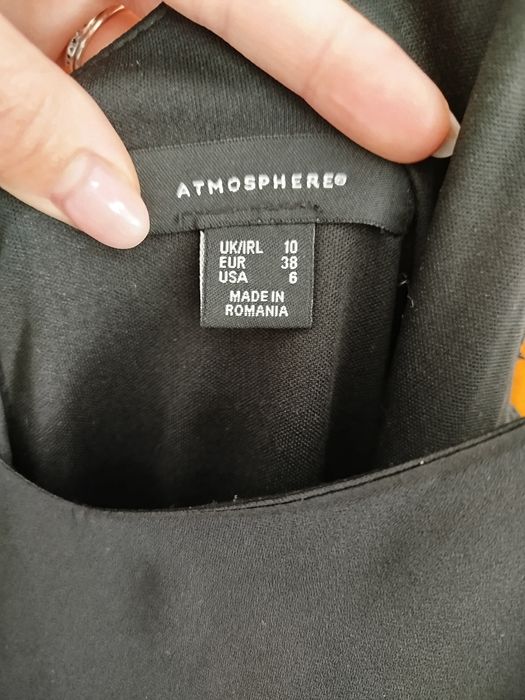 ATMOSPHERE®
UK/IRL 10
EUR 38
USA 6
MADE IN
ROMANIA